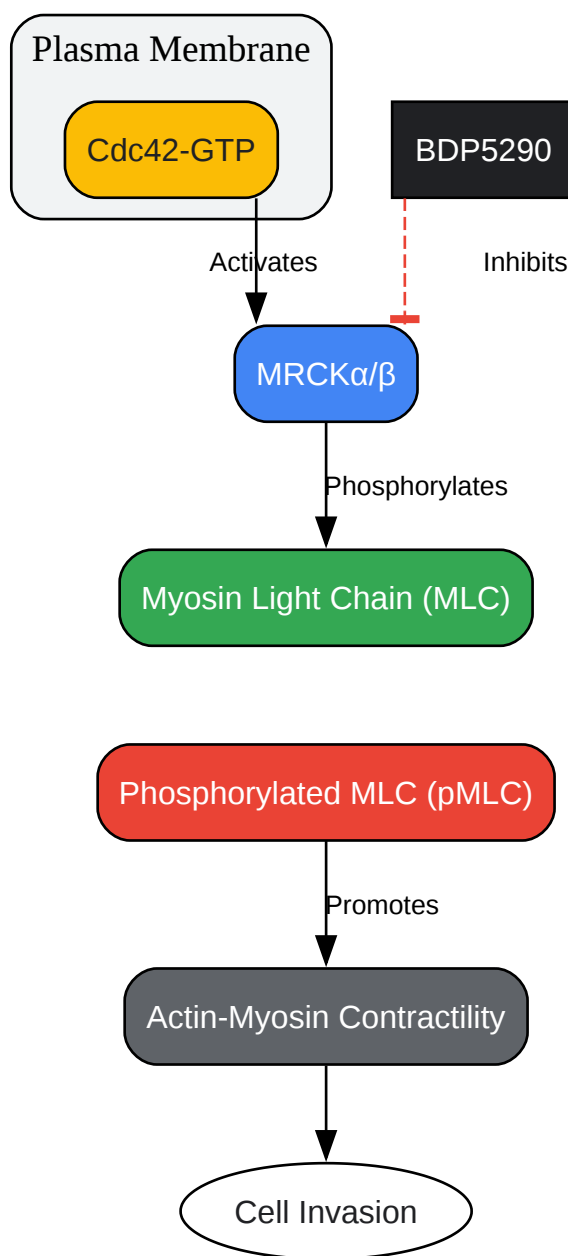 Plasma Membrane
Cdc42-GTP
BDP5290
Activates
Inhibits
MRCKα/β
Phosphorylates
Myosin Light Chain (MLC)
Phosphorylated MLC (pMLC)
Promotes
Actin-Myosin Contractility
Cell Invasion